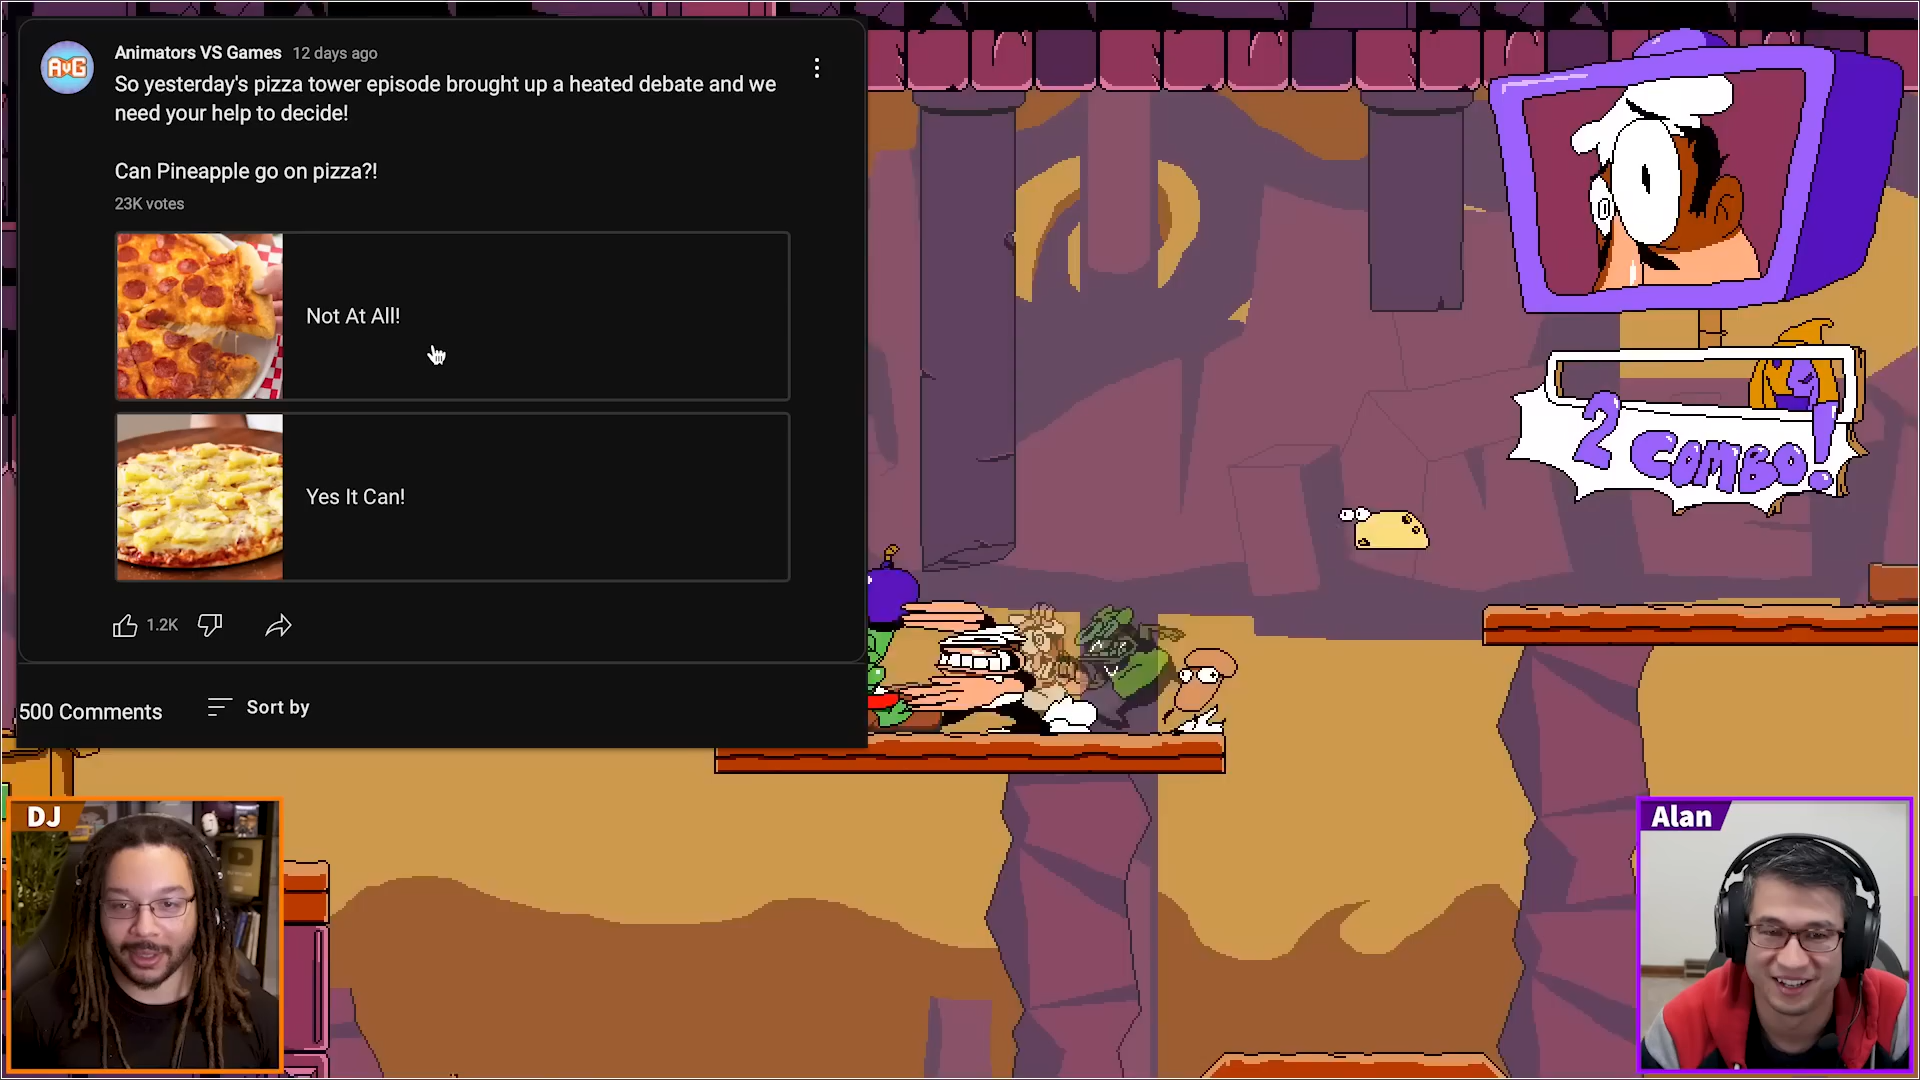 AvG
Animators VS Games 12 days ago
So yesterday's pizza tower episode brought up a heated debate and we
need your help to decide!
Can Pineapple go on pizza?!
23K votes
Not At All!
Yes It Can!
1.2K
500 Comments
Sort by
2 COMBO!
DJ
Alan